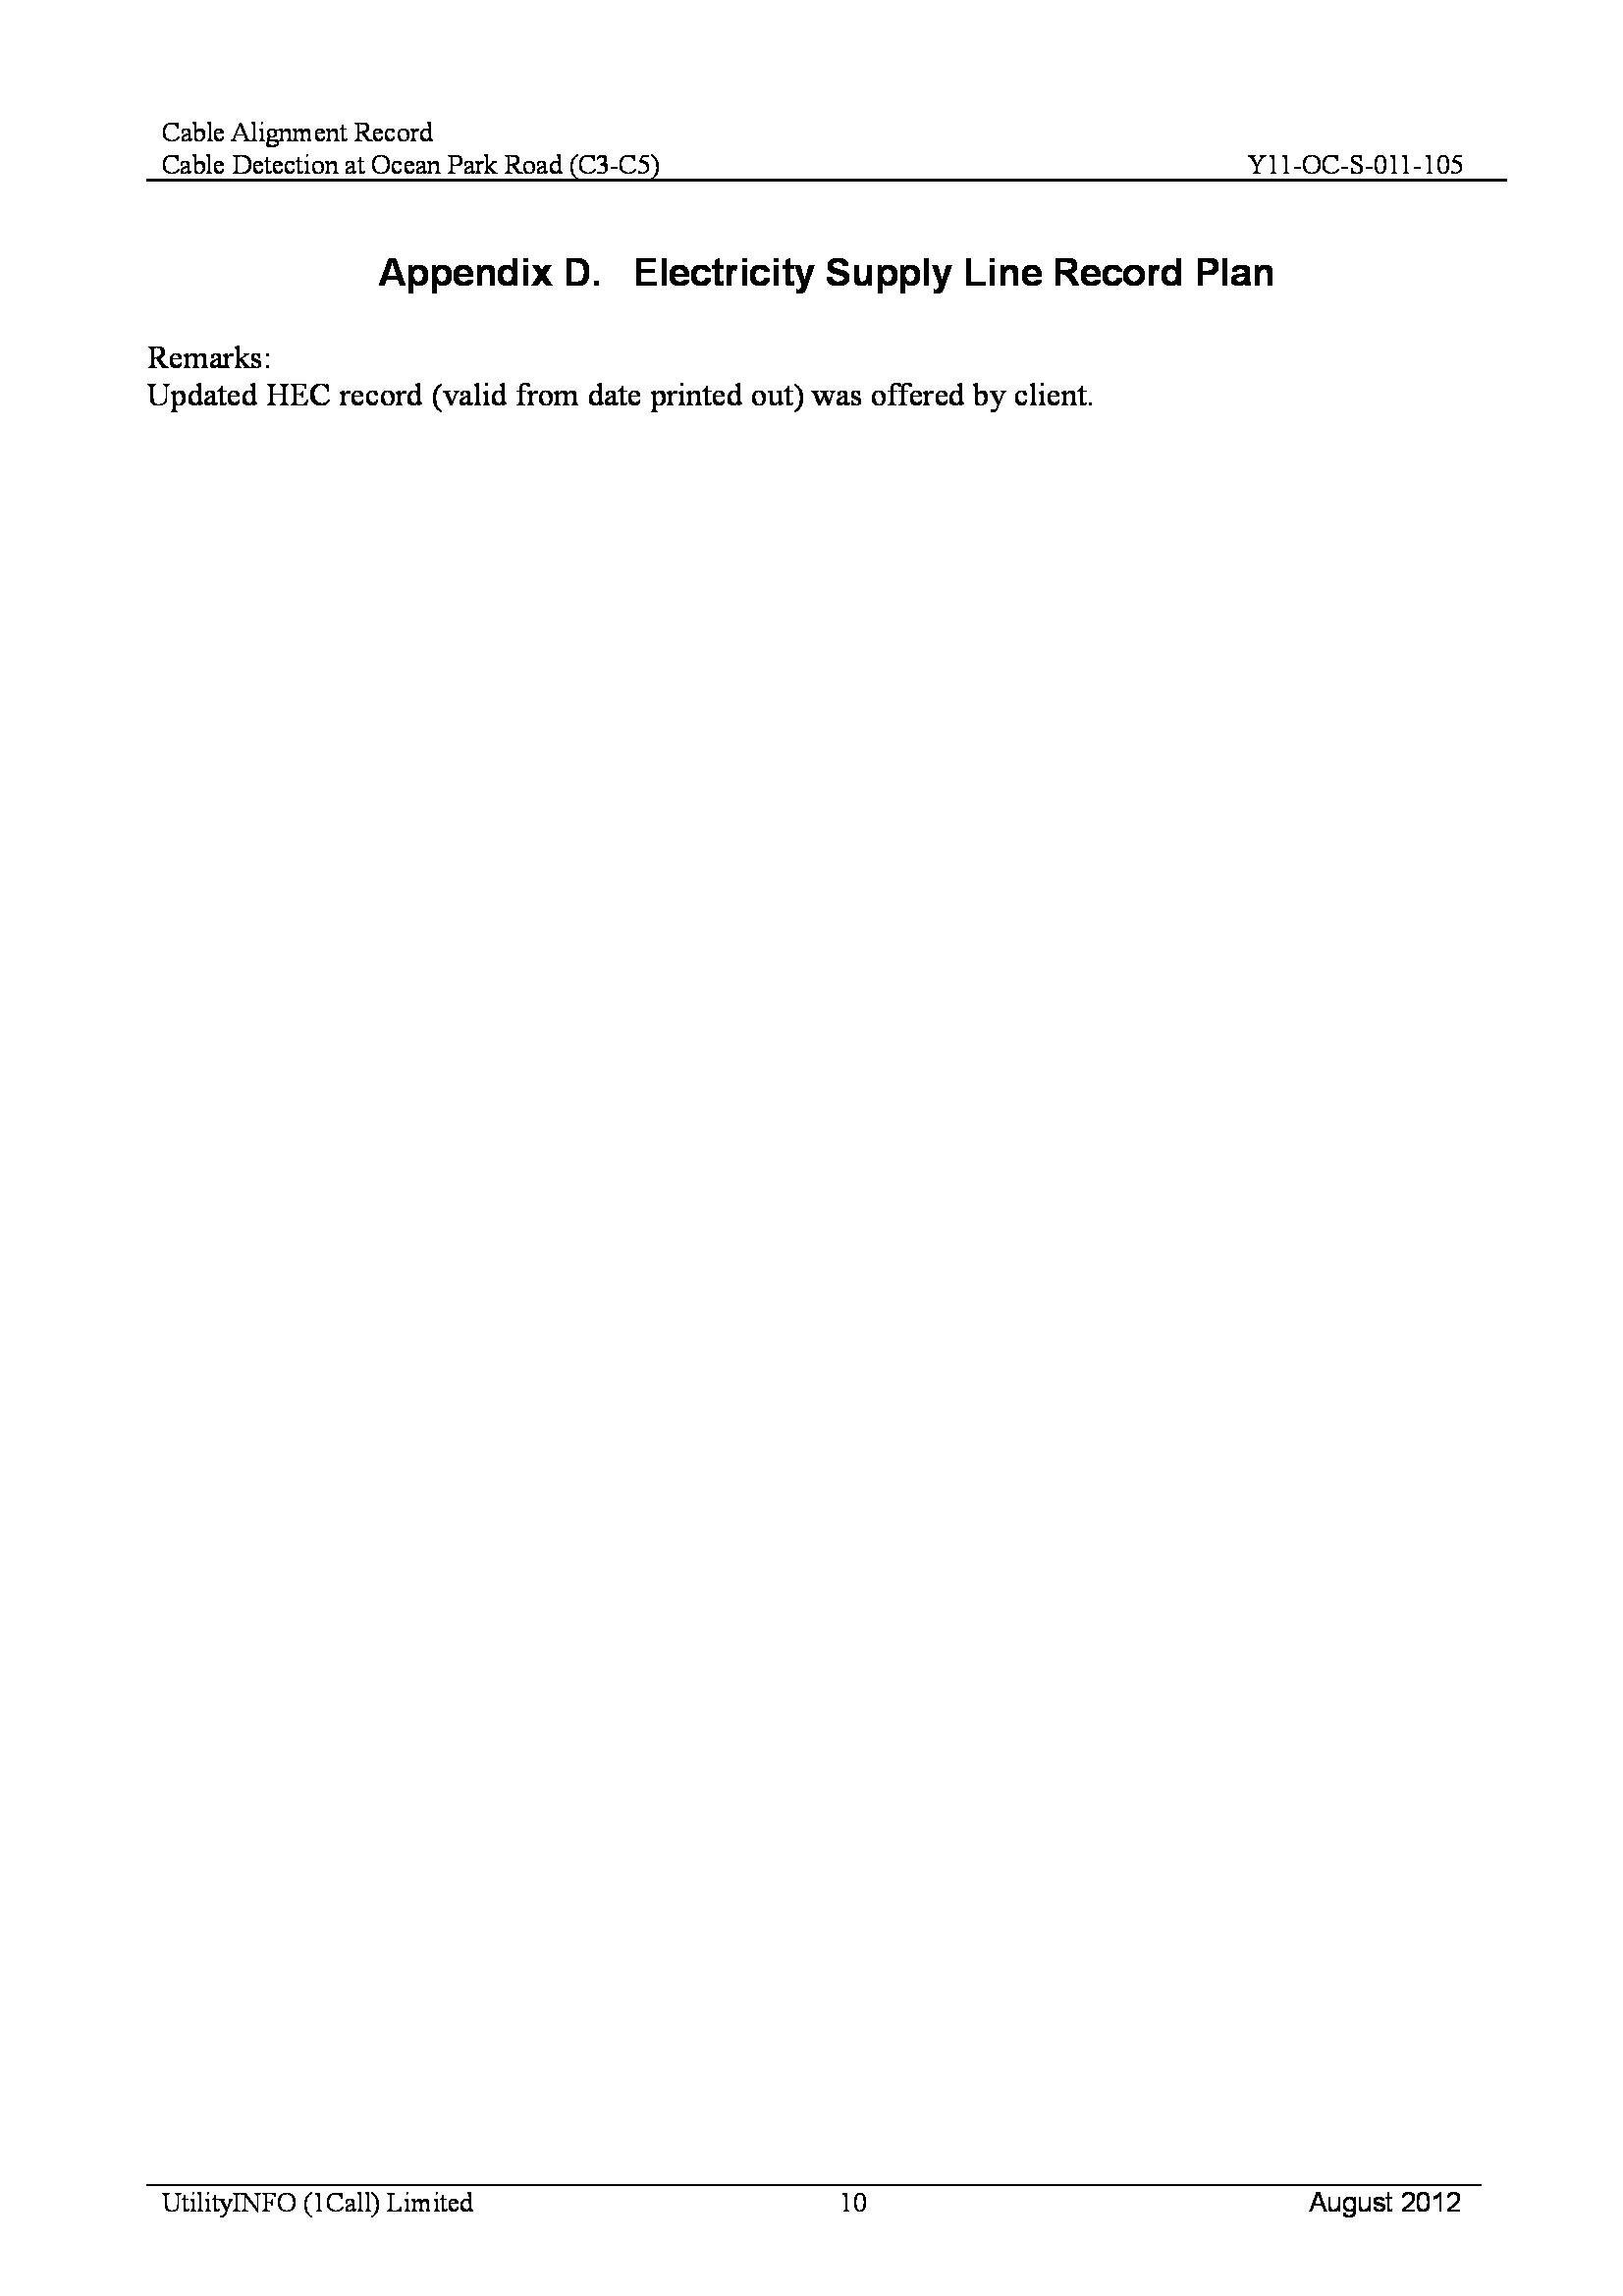 Cable Alignment Record
Cable Detection at Ocean Park Road (C3-C5) Y11-OC-S-011-105
Appendix D. Electricity Supply Line Record Plan
Remarks:
Updated HEC record (valid from date printed out) was offered by client.
UtilityINFO (1Call) Limited 10 August 2012